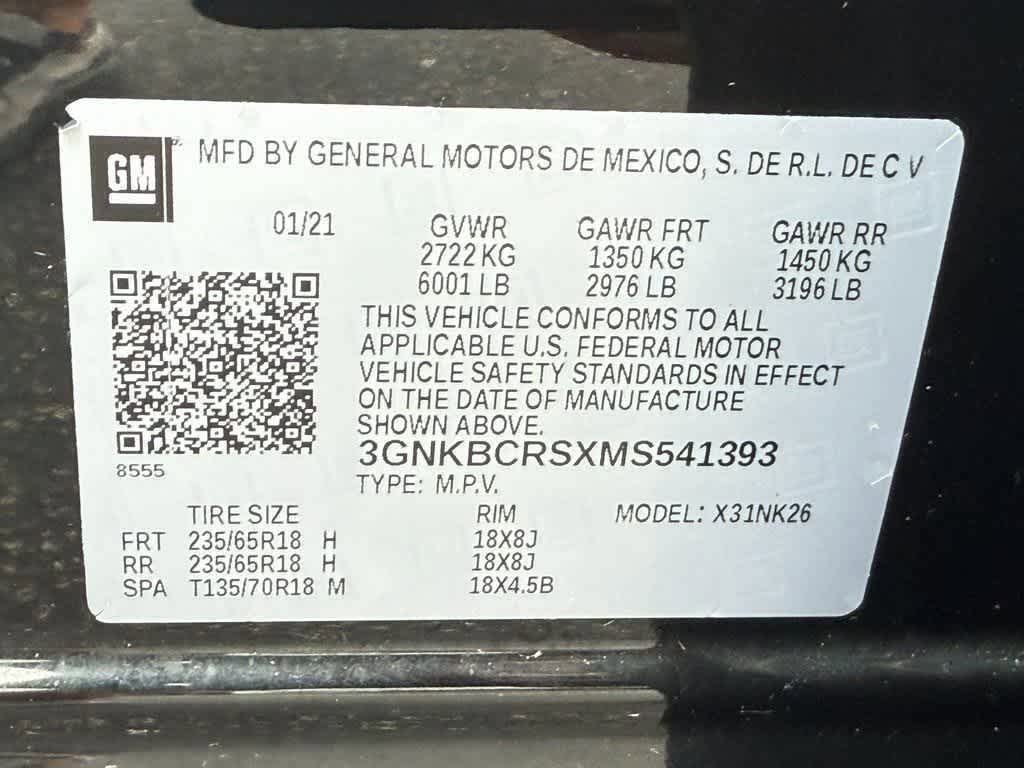 GM ® MFD BY GENERAL MOTORS DE MEXICO, S. DE R.L. DE C V
01/21 GVWR GAWR FRT GAWR RR
2722 KG 1350 KG 1450 KG
6001 LB 2976 LB 3196 LB
THIS VEHICLE CONFORMS TO ALL
APPLICABLE U.S. FEDERAL MOTOR
VEHICLE SAFETY STANDARDS IN EFFECT
ON THE DATE OF MANUFACTURE
SHOWN ABOVE.
3GNKBCRSXMS541393
8555
TYPE: M.P.V.
TIRE SIZE RIM MODEL: X31NK26
FRT 235/65R18 H 18X8J
RR 235/65R18 H 18X8J
SPA T135/70R18 M 18X4.5B